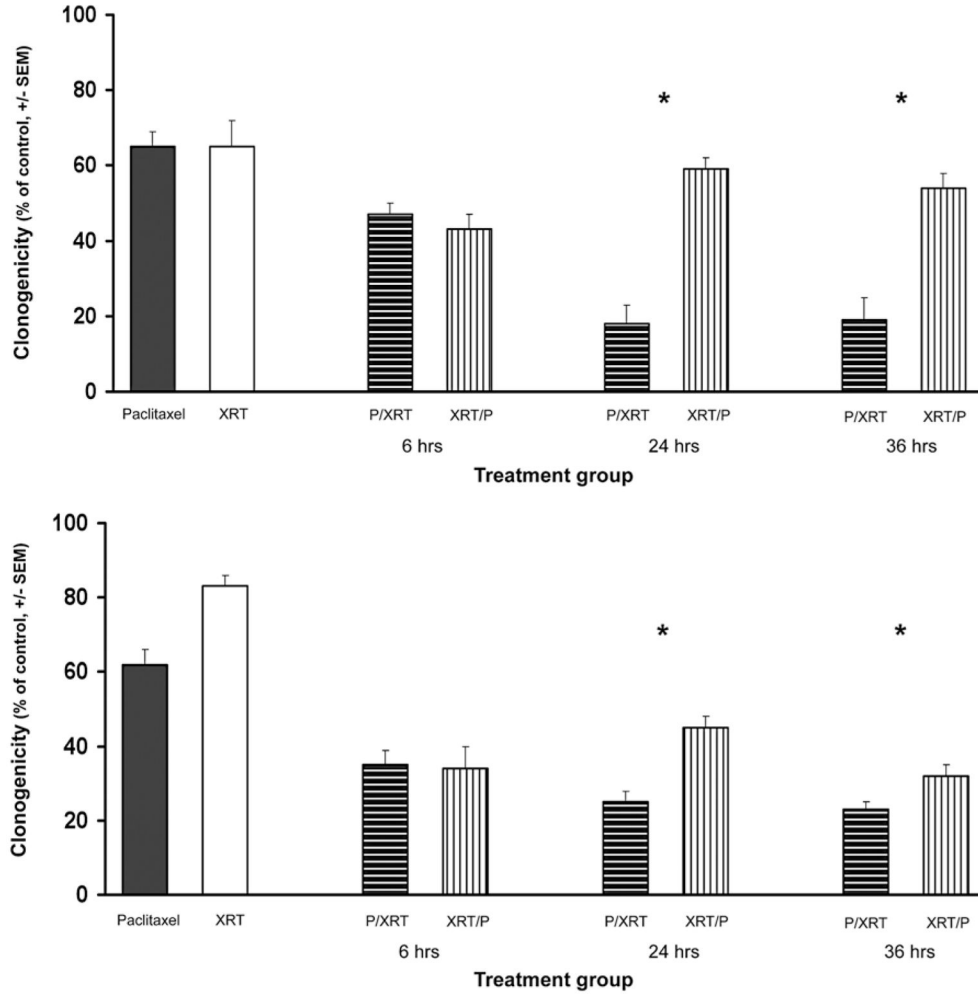 Clonogenicity (% of control, +/- SEM)
100
80
60
40
20
0
* *
Paclitaxel XRT P/XRT XRT/P P/XRT XRT/P P/XRT XRT/P
6 hrs 24 hrs 36 hrs
Treatment group
Clonogenicity (% of control, +/- SEM)
100
80
60
40
20
0
* *
Paclitaxel XRT P/XRT XRT/P P/XRT XRT/P P/XRT XRT/P
6 hrs 24 hrs 36 hrs
Treatment group